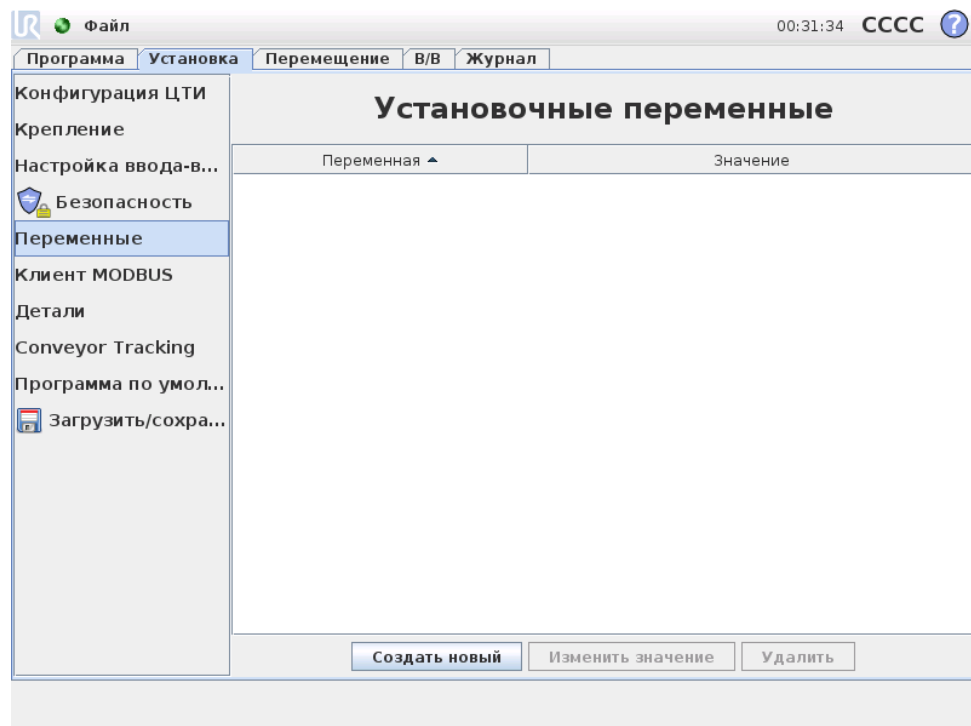 UR Файл 00:31:34 CCCC ?
Программа Установка Перемещение В/В Журнал
Конфигурация ЦТИ
Крепление
Настройка ввода-в...
Безопасность
Переменные
Клиент MODBUS
Детали
Conveyor Tracking
Программа по умол...
Загрузить/сохра...
Установочные переменные
Переменная Значение
Создать новый Изменить значение Удалить